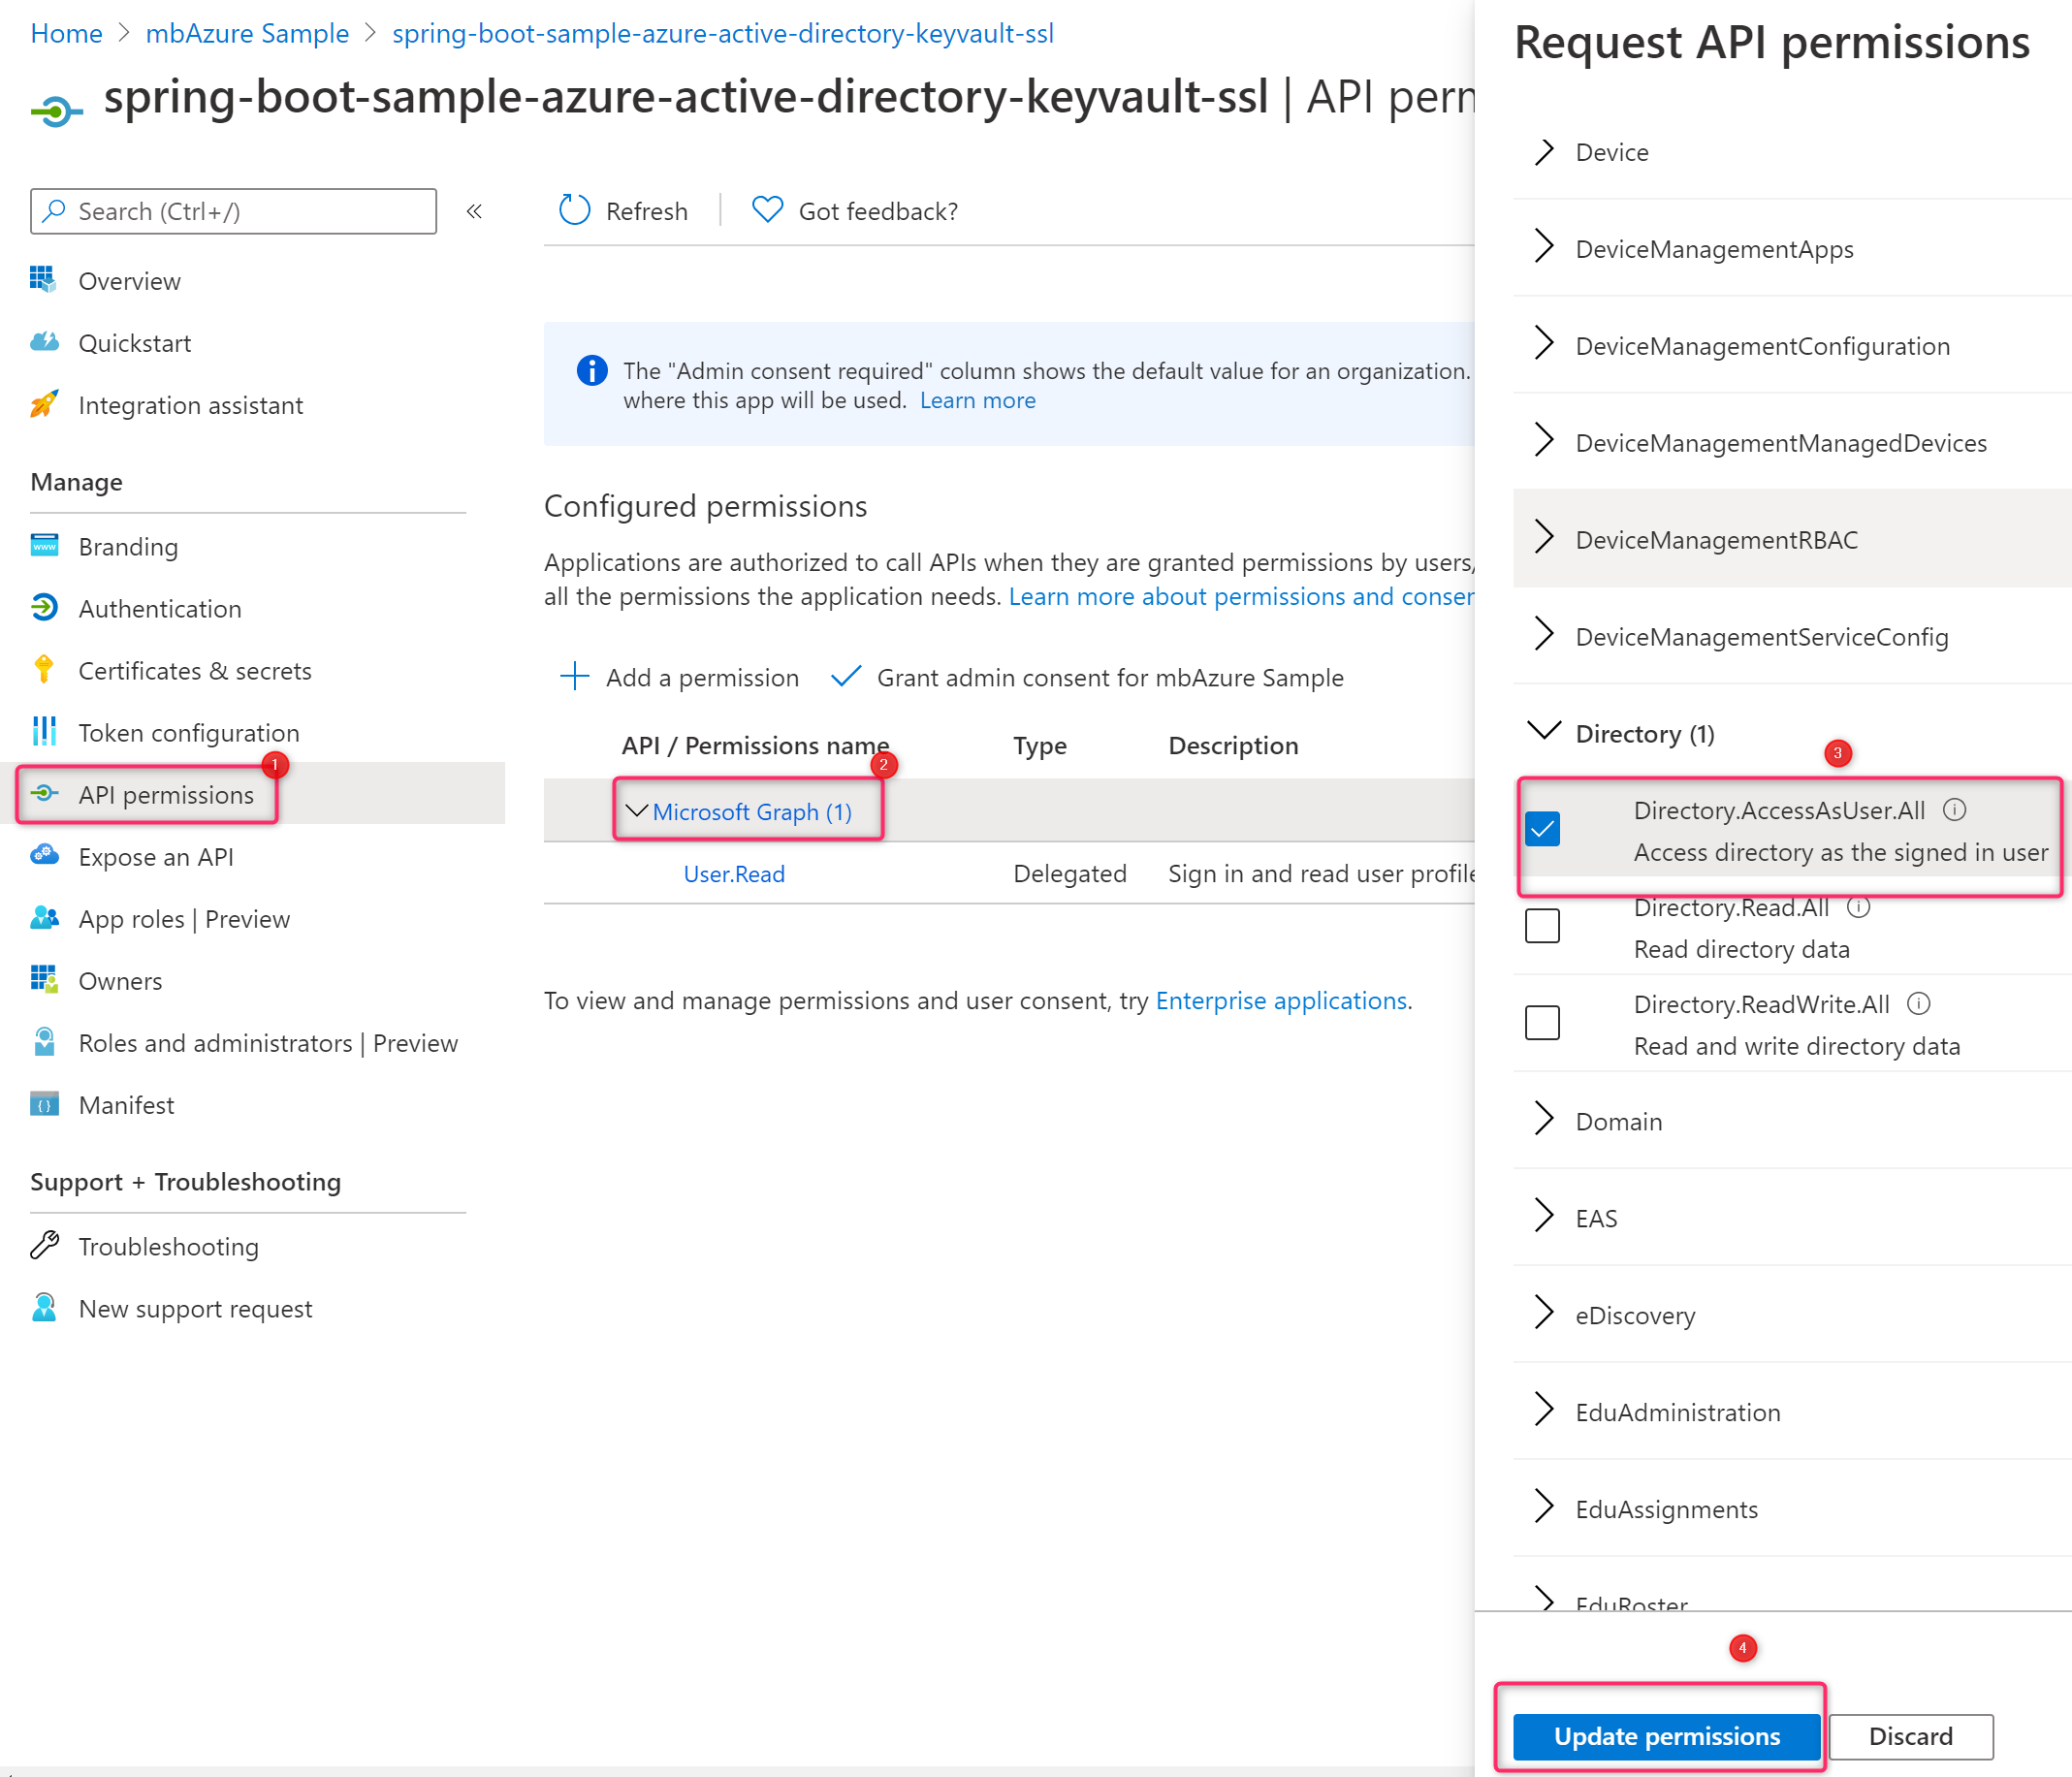 Home > mbAzure Sample > spring-boot-sample-azure-active-directory-keyvault-ssl
spring-boot-sample-azure-active-directory-keyvault-ssl | API perm
Search (Ctrl+/)
«
Overview
Quickstart
Integration assistant
Manage
Branding
Authentication
Certificates & secrets
Token configuration
1
API permissions
Expose an API
App roles | Preview
Owners
Roles and administrators | Preview
Manifest
Support + Troubleshooting
Troubleshooting
New support request
Refresh
Got feedback?
The "Admin consent required" column shows the default value for an organization.
where this app will be used. Learn more
Configured permissions
Applications are authorized to call APIs when they are granted permissions by users/
all the permissions the application needs. Learn more about permissions and consen
Add a permission
Grant admin consent for mbAzure Sample
API / Permissions name Type Description
2
Microsoft Graph (1)
User.Read Delegated Sign in and read user profile
To view and manage permissions and user consent, try Enterprise applications.
Request API permissions
Device
DeviceManagementApps
DeviceManagementConfiguration
DeviceManagementManagedDevices
DeviceManagementRBAC
DeviceManagementServiceConfig
Directory (1)
3
Directory.AccessAsUser.All
Access directory as the signed in user
Directory.Read.All
Read directory data
Directory.ReadWrite.All
Read and write directory data
Domain
EAS
eDiscovery
EduAdministration
EduAssignments
EduRoster
4
Update permissions
Discard